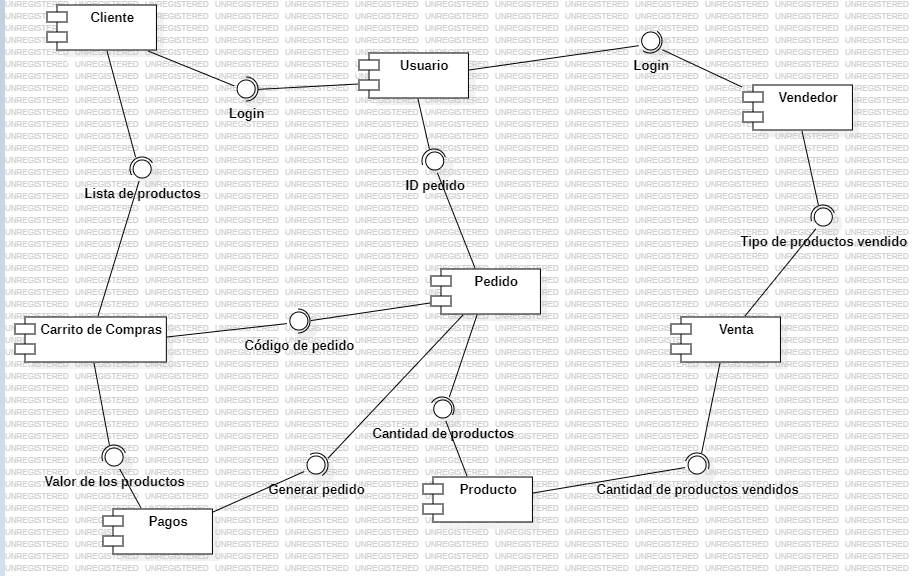 Cliente
Usuario
Login
Login
Vendedor
Lista de productos
ID pedido
Tipo de productos vendido
Pedido
Carrito de Compras
Venta
Código de pedido
Cantidad de productos
Valor de los productos
Generar pedido
Producto
Cantidad de productos vendidos
Pagos
UNREGISTERED